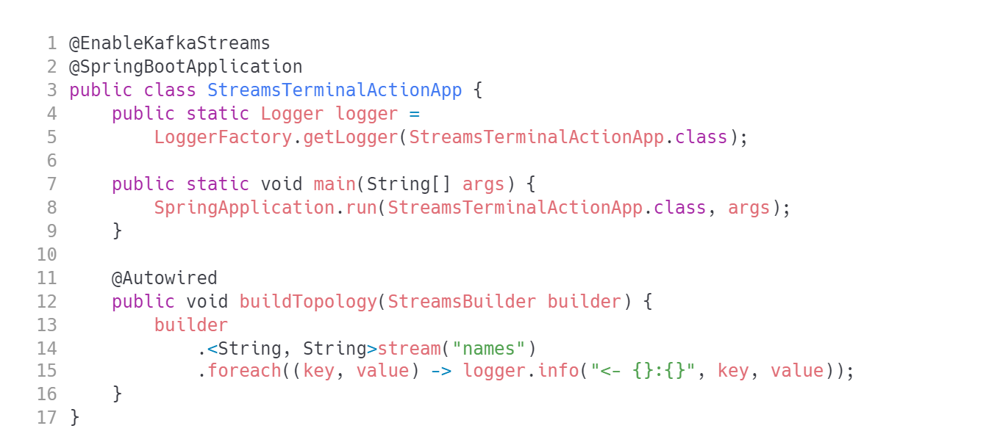 1 @EnableKafkaStreams
2 @SpringBootApplication
3 public class StreamsTerminalActionApp {
4     public static Logger logger =
5         LoggerFactory.getLogger(StreamsTerminalActionApp.class);
6
7     public static void main(String[] args) {
8         SpringApplication.run(StreamsTerminalActionApp.class, args);
9     }
10
11     @Autowired
12     public void buildTopology(StreamsBuilder builder) {
13         builder
14             .<String, String>stream("names")
15             .foreach((key, value) -> logger.info("<- {}:{}", key, value));
16     }
17 }